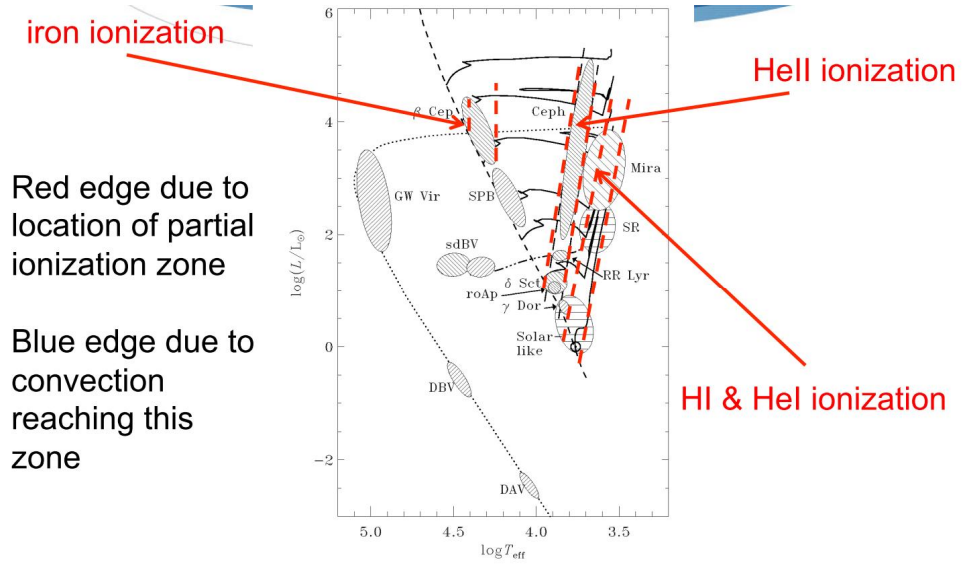 iron ionization
HeII ionization
HI & HeI ionization
Red edge due to
location of partial
ionization zone
Blue edge due to
convection
reaching this
zone
6
4
2
0
−2
log(L/L⊙)
5.0
4.5
4.0
3.5
log T eff
β Cep
Ceph
Mira
GW Vir
SPB
SR
sdBV
RR Lyr
δ Sct
roAp
γ Dor
Solar
like
DBV
DAV